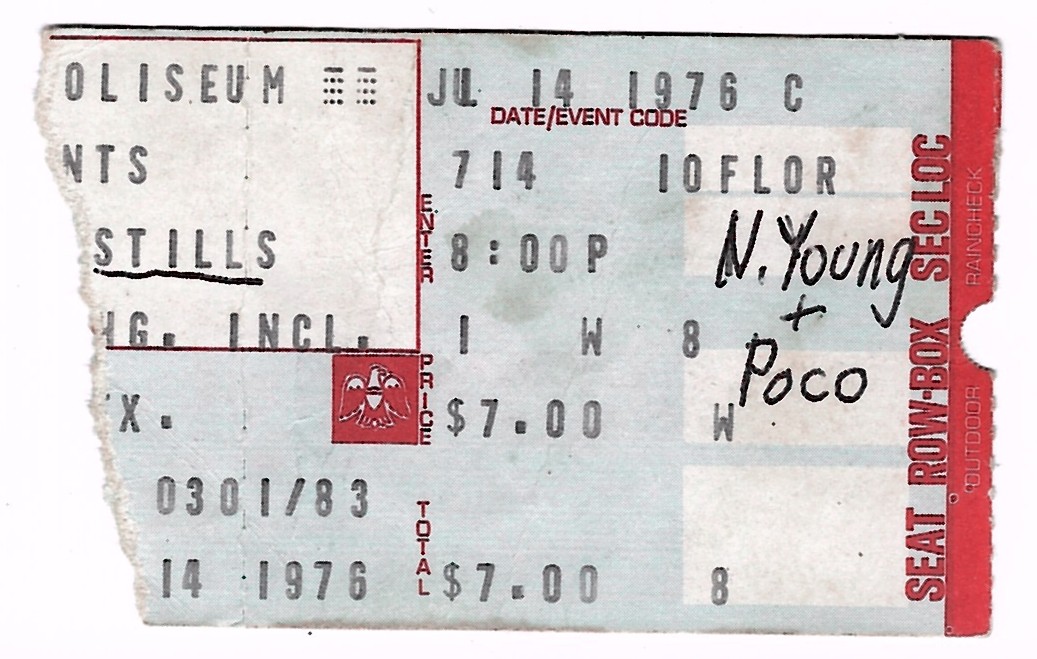 OLISEUM JUL 14 1976 C
DATE/EVENT CODE
NTS 714 10FLOR
STILLS 8:00P N. Young
+
HG. INCL. 1 W 8
Poco
X. $7.00 W
0301/83
14 1976 $7.00 8
ENTER
PRICE
TOTAL
SEAT ROW-BOX SEC LOC
OUTDOOR RAINCHECK